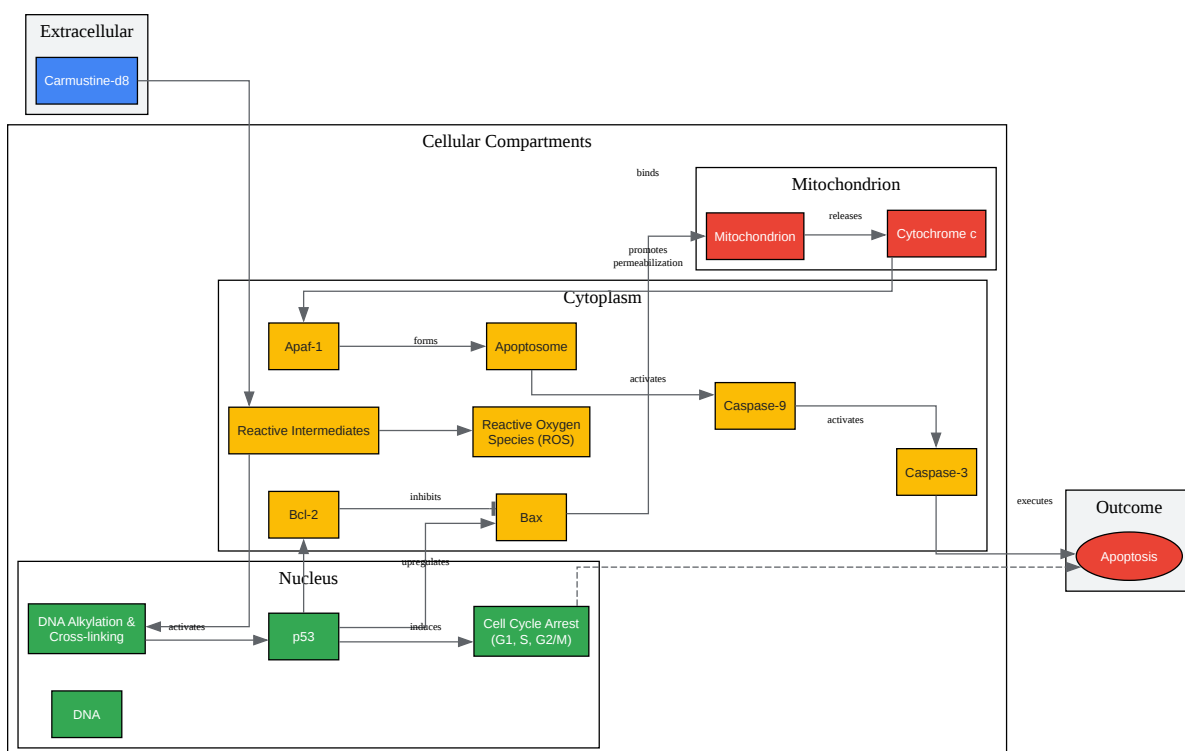 Extracellular
Carmustine-d8
Cellular Compartments
binds
Mitochondrion
Mitochondrion
releases
Cytochrome c
promotes
permeabilization
Cytoplasm
Apaf-1
forms
Apoptosome
activates
Caspase-9
activates
Reactive Intermediates
Reactive Oxygen
Species (ROS)
Caspase-3
Bcl-2
inhibits
Bax
executes
Outcome
Apoptosis
upregulates
Nucleus
DNA Alkylation &
Cross-linking
activates
p53
induces
Cell Cycle Arrest
(G1, S, G2/M)
DNA